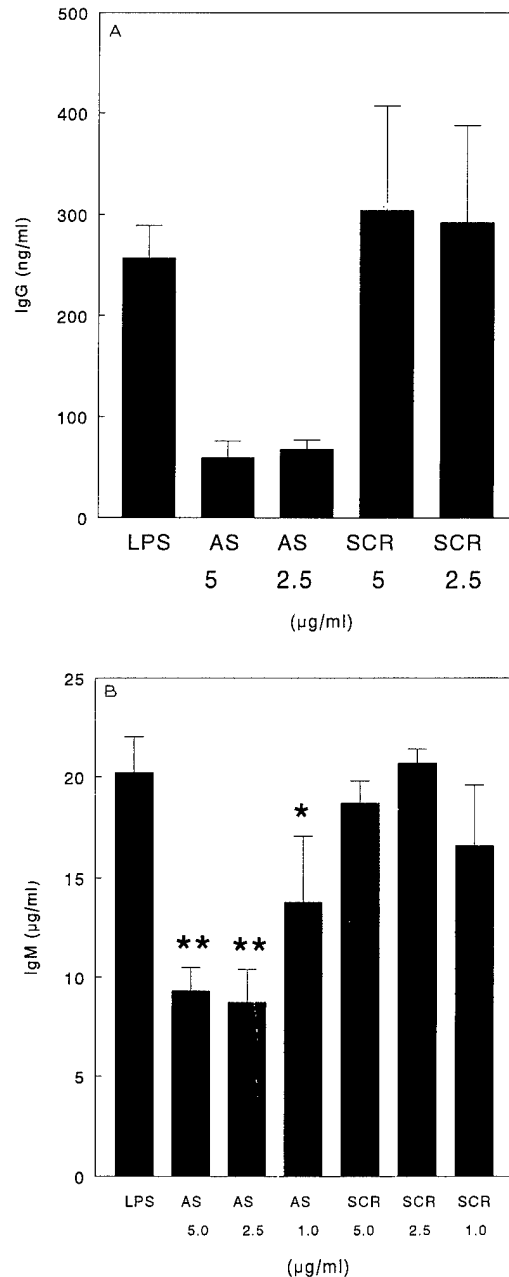 A
500
400
300
200
100
0
IgG (ng/ml)
LPS AS AS SCR SCR
5 2.5 5 2.5
(µg/ml)
B
25
20
15
10
5
0
IgM (µg/ml)
** ** *
LPS AS AS AS SCR SCR SCR
5.0 2.5 1.0 5.0 2.5 1.0
(µg/ml)